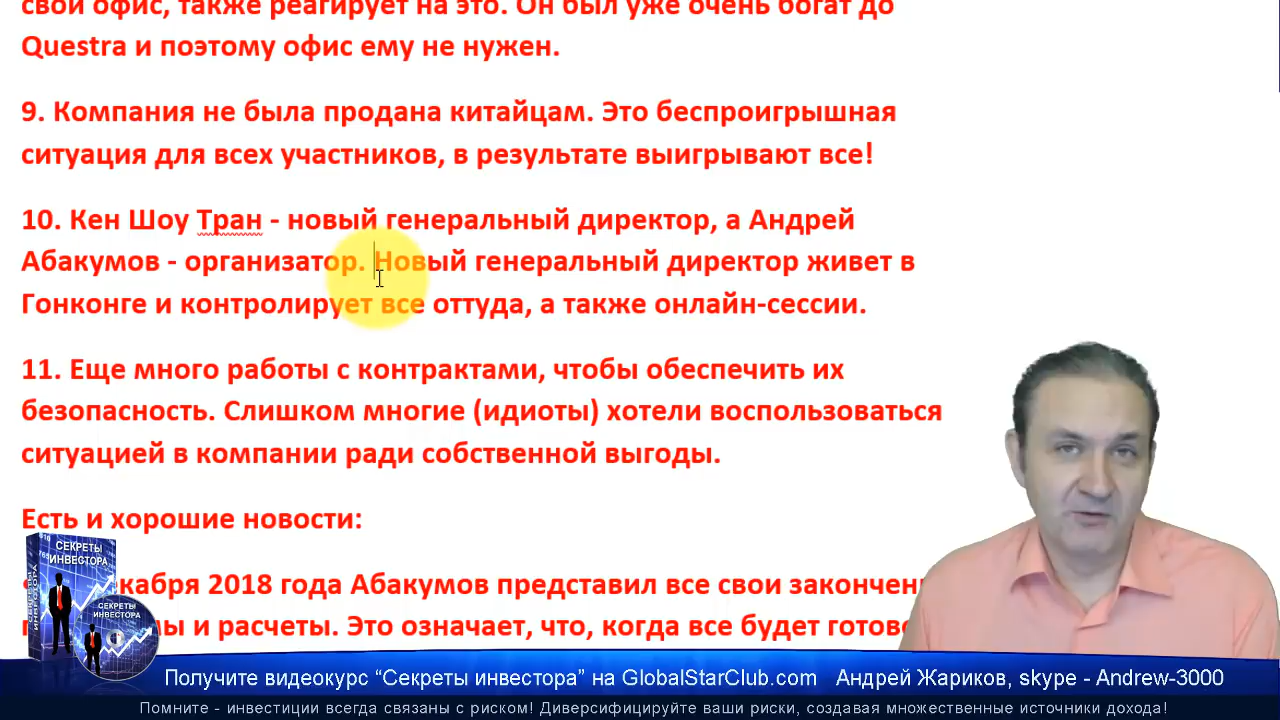 свой офис, также реагирует на это. Он был уже очень богат до
Questra и поэтому офис ему не нужен.
9. Компания не была продана китайцам. Это беспроигрышная
ситуация для всех участников, в результате выигрывают все!
10. Кен Шоу Тран - новый генеральный директор, а Андрей
Абакумов - организатор. Новый генеральный директор живет в
Гонконге и контролирует все оттуда, а также онлайн-сессии.
11. Еще много работы с контрактами, чтобы обеспечить их
безопасность. Слишком многие (идиоты) хотели воспользоваться
ситуацией в компании ради собственной выгоды.
Есть и хорошие новости:
2018 года Абакумов представил все свои
и расчеты. Это означает, что, когда все будет
СЕКРЕТЫ
ИНВЕСТОРА
СЕКРЕТЫ
ИНВЕСТОРА
Получите видеокурс “Секреты инвестора” на GlobalStarClub.com Андрей Жариков, skype - Andrew-3000
Помните - инвестиции всегда связаны с риском! Диверсифицируйте ваши риски, создавая множественные источники дохода!